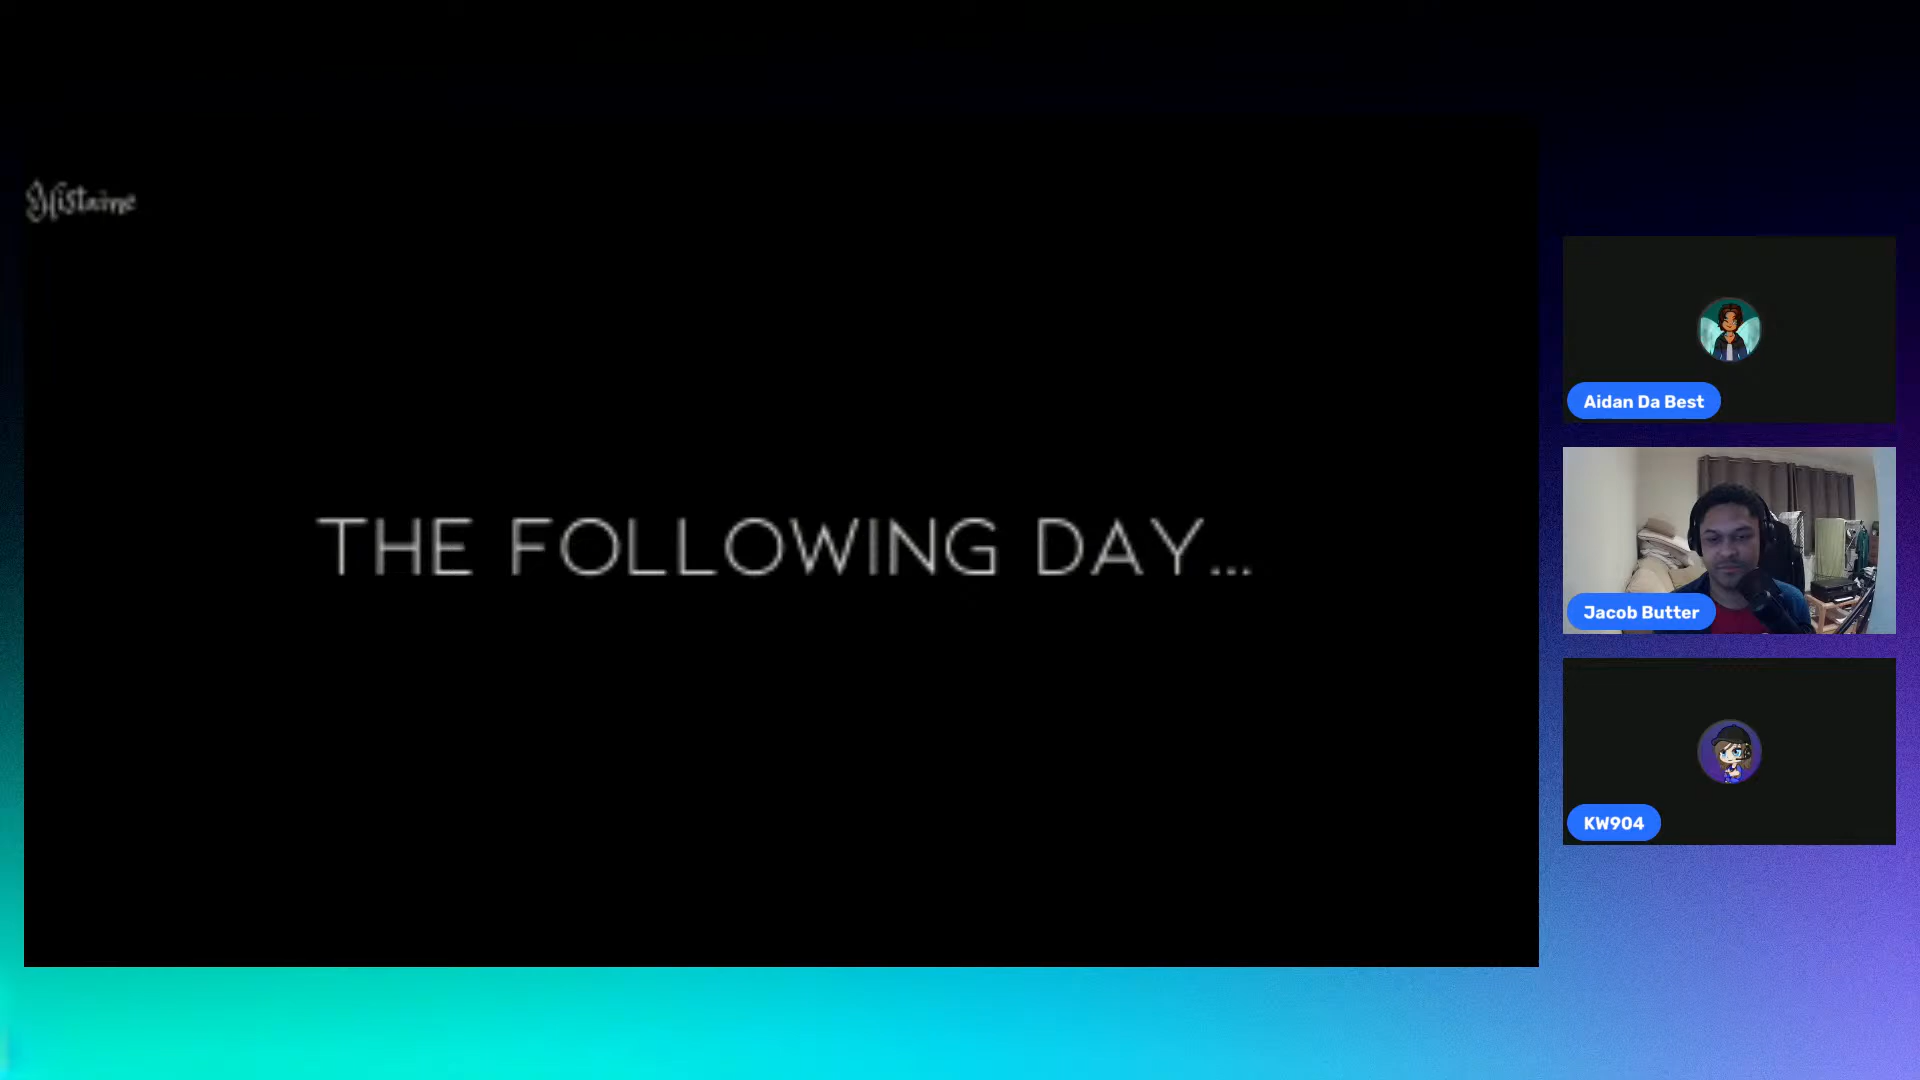 THE FOLLOWING DAY...
Aidan Da Best
Jacob Butter
KW904